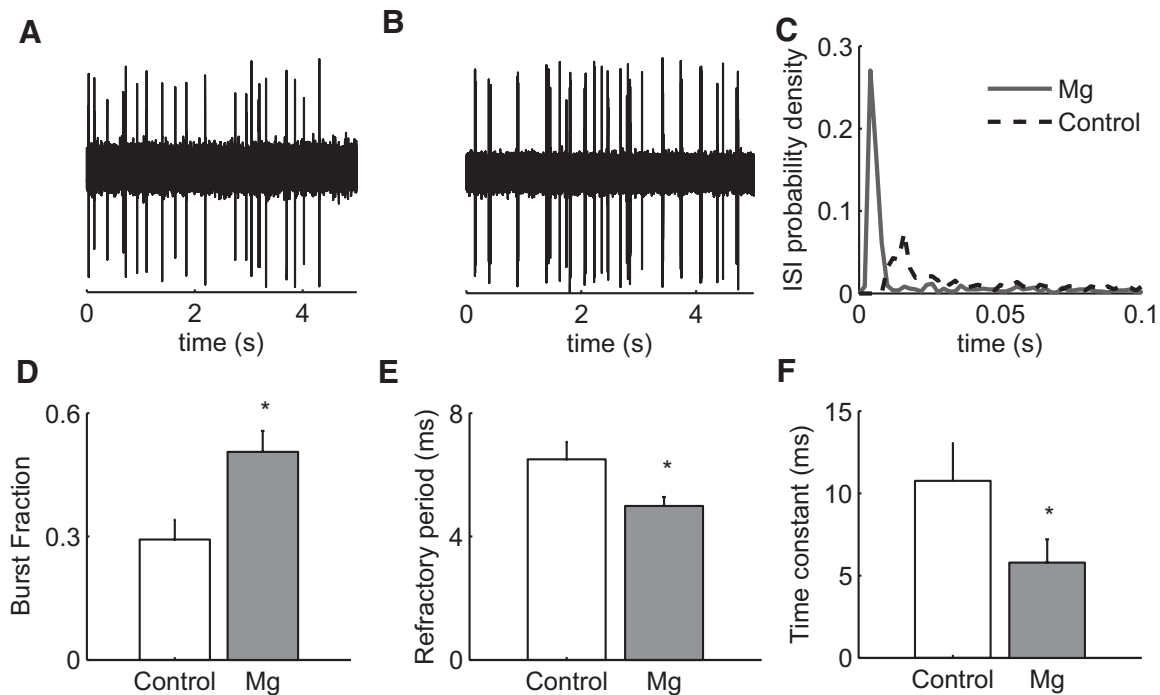 A
0 2 4
time (s)
B
0 2 4
time (s)
C
ISI probability density
0.3
0.2
0.1
0
Mg
Control
0 0.05 0.1
time (s)
D
Burst Fraction
0.6
0.3
0
*
Control Mg
E
Refractory period (ms)
8
4
0
*
Control Mg
F
Time constant (ms)
15
10
5
0
*
Control Mg